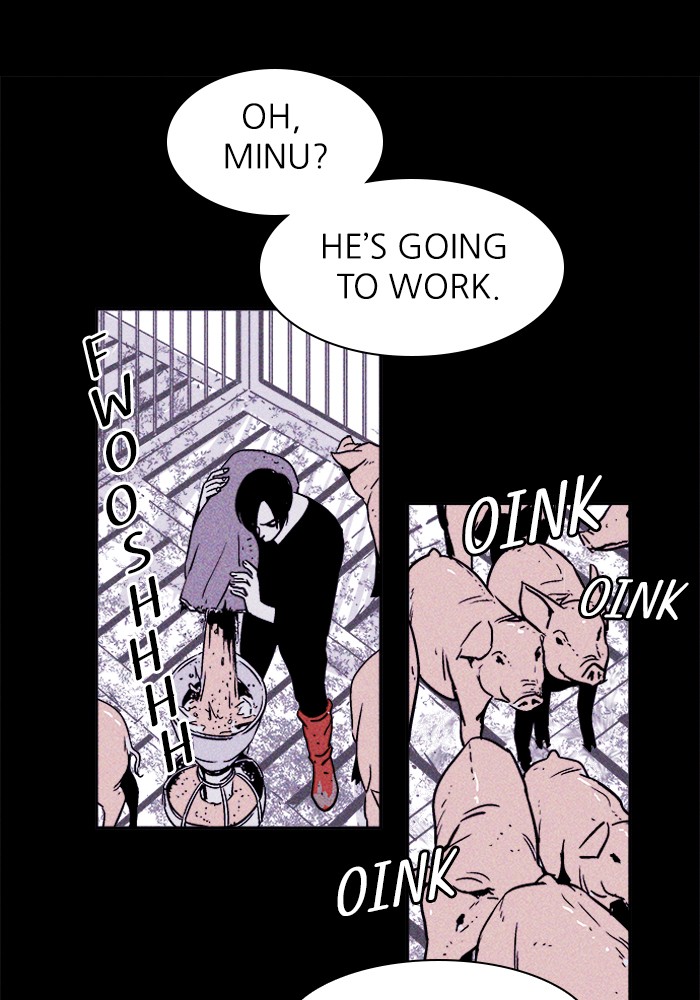 OH,
MINU?
HE'S GOING
TO WORK.
FWOOSHHHH
OINK
OINK
OINK